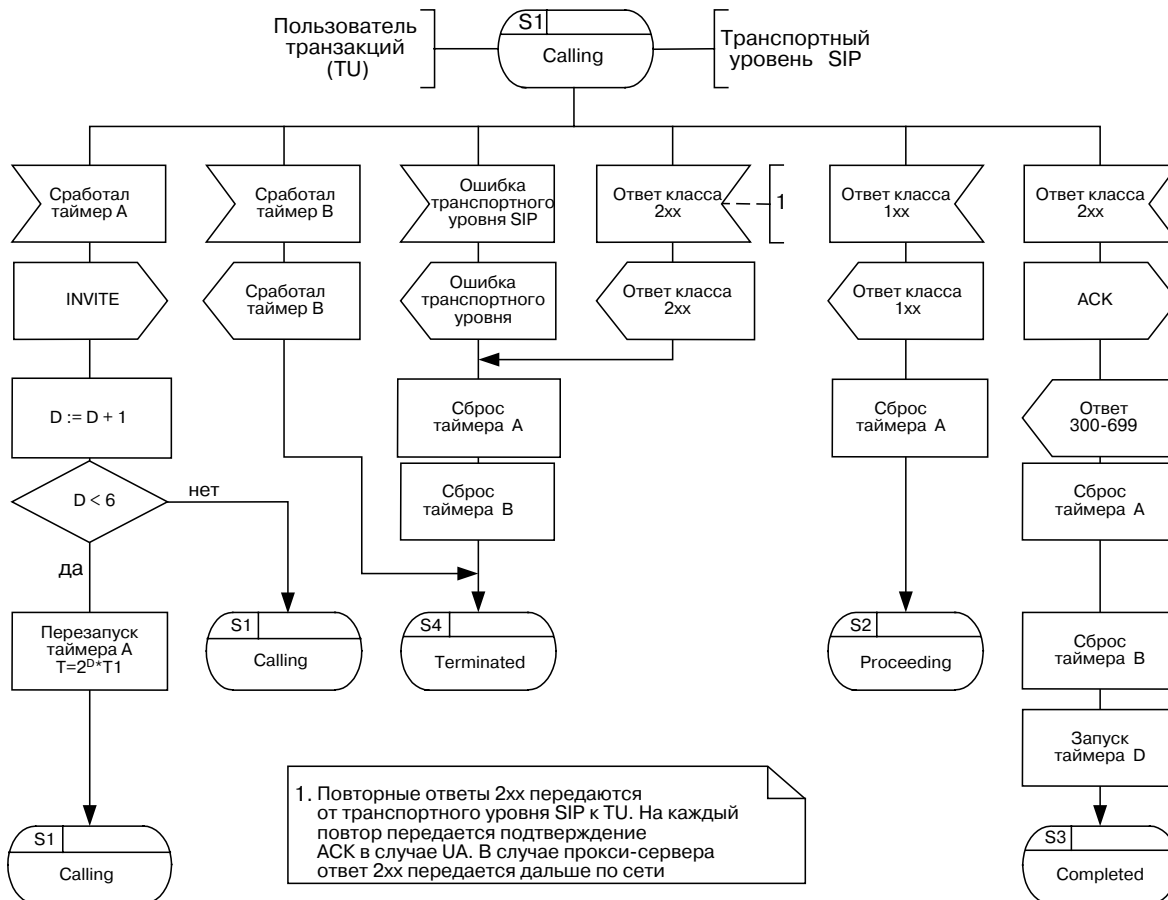 Пользователь
транзакций
(TU)
S1
Calling
Транспортный
уровень SIP
Сработал
таймер A
Сработал
таймер B
Ошибка
транспортного
уровня SIP
Ответ класса
2xx
1
Ответ класса
1xx
Ответ класса
2xx
INVITE
Сработал
таймер B
Ошибка
транспортного
уровня
Ответ класса
2xx
Ответ класса
1xx
ACK
D := D + 1
Сброс
таймера A
Сброс
таймера A
Ответ
300-699
D < 6
нет
да
Сброс
таймера B
Сброс
таймера A
Перезапуск
таймера A
T=2ᴰ*T1
S1
Calling
S4
Terminated
S2
Proceeding
Сброс
таймера B
Запуск
таймера D
1. Повторные ответы 2xx передаются
от транспортного уровня SIP к TU. На каждый
повтор передается подтверждение
ACK в случае UA. В случае прокси-сервера
ответ 2xx передается дальше по сети
S1
Calling
S3
Completed